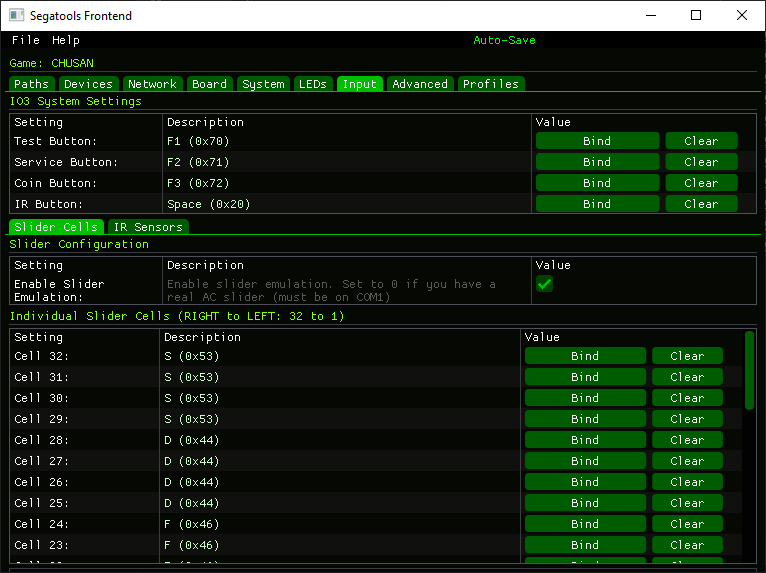 Segatools Frontend
File Help Auto-Save
Game: CHUSAN
Paths Devices Network Board System LEDs Input Advanced Profiles
IO3 System Settings
Setting Description Value
Test Button: F1 (0x70) Bind Clear
Service Button: F2 (0x71) Bind Clear
Coin Button: F3 (0x72) Bind Clear
IR Button: Space (0x20) Bind Clear
Slider Cells IR Sensors
Slider Configuration
Setting Description Value
Enable Slider Emulation: Enable slider emulation. Set to 0 if you have a
real AC slider (must be on COM1)
Individual Slider Cells (RIGHT to LEFT: 32 to 1)
Setting Description Value
Cell 32: S (0x53) Bind Clear
Cell 31: S (0x53) Bind Clear
Cell 30: S (0x53) Bind Clear
Cell 29: S (0x53) Bind Clear
Cell 28: D (0x44) Bind Clear
Cell 27: D (0x44) Bind Clear
Cell 26: D (0x44) Bind Clear
Cell 25: D (0x44) Bind Clear
Cell 24: F (0x46) Bind Clear
Cell 23: F (0x46) Bind Clear